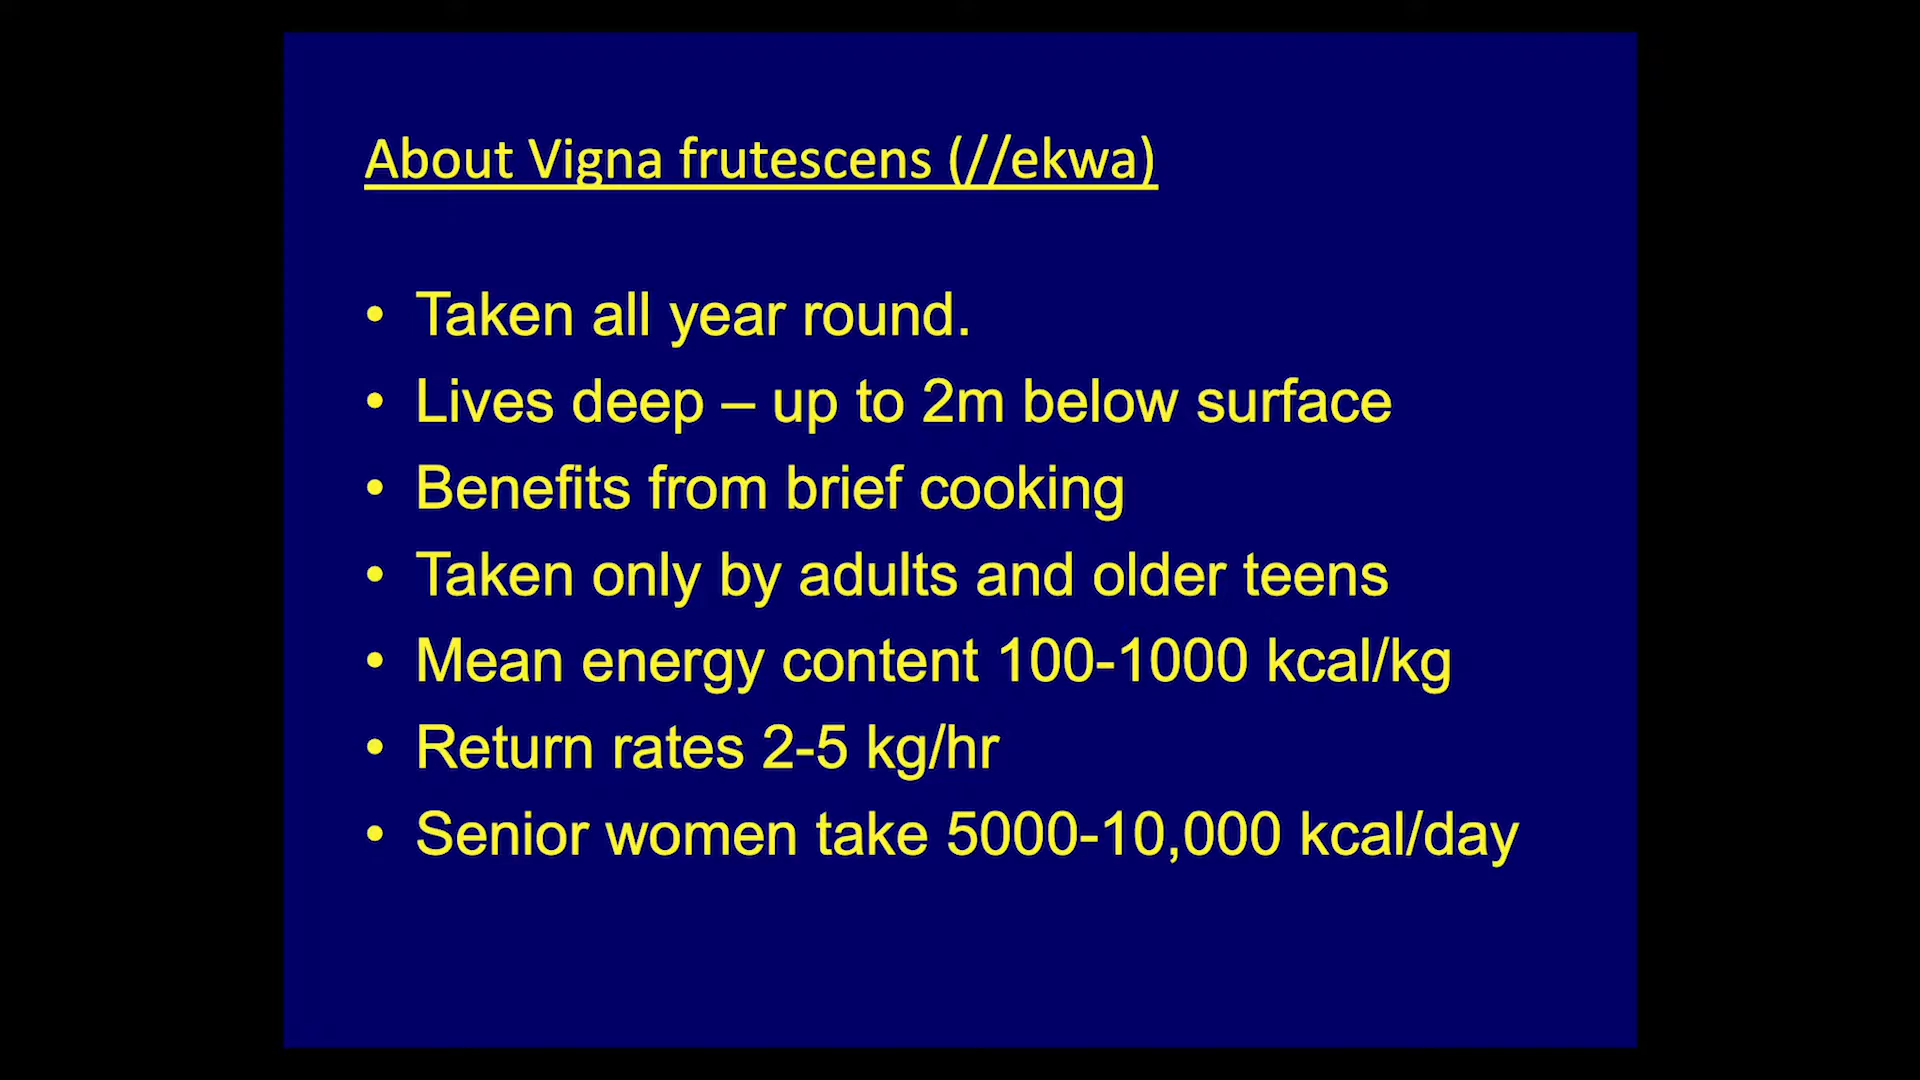 About Vigna frutescens (//ekwa)
• Taken all year round.
• Lives deep – up to 2m below surface
• Benefits from brief cooking
• Taken only by adults and older teens
• Mean energy content 100-1000 kcal/kg
• Return rates 2-5 kg/hr
• Senior women take 5000-10,000 kcal/day